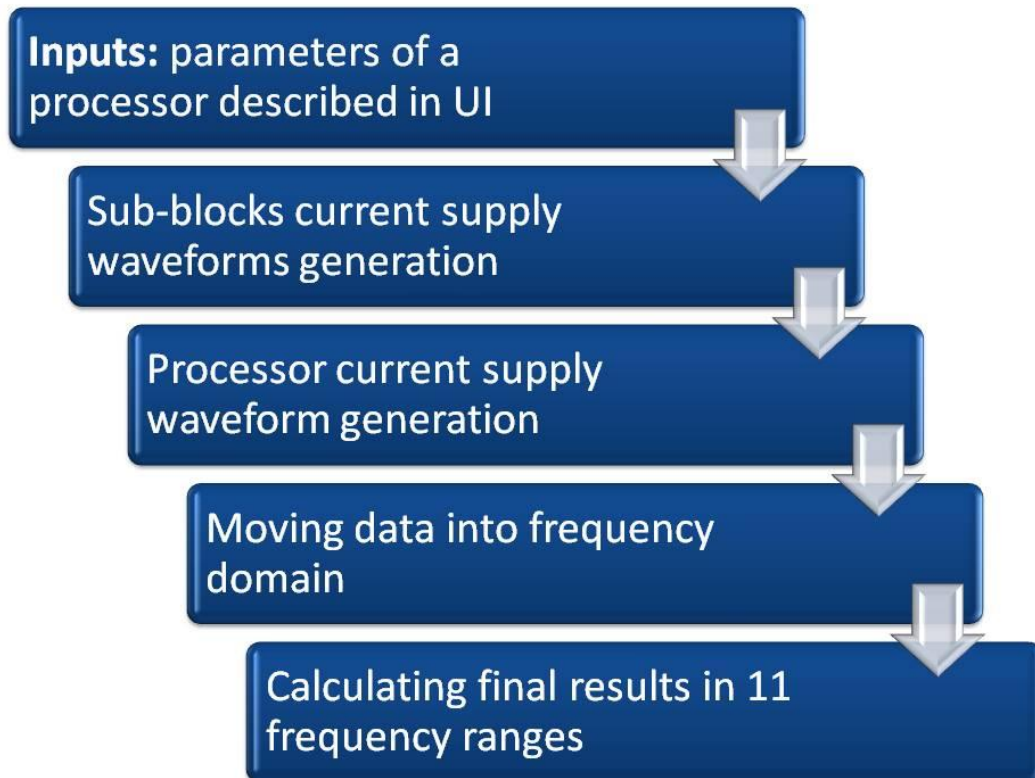 Inputs: parameters of a
processor described in UI
Sub-blocks current supply
waveforms generation
Processor current supply
waveform generation
Moving data into frequency
domain
Calculating final results in 11
frequency ranges